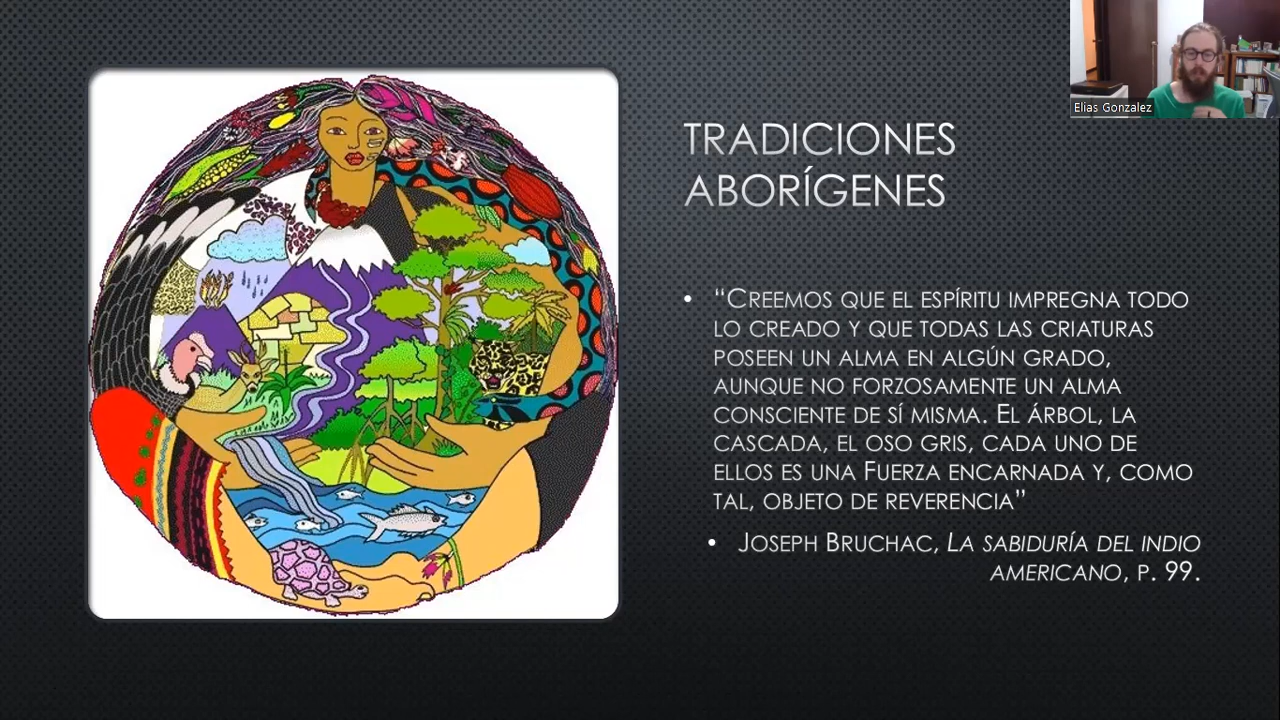 Elias Gonzalez
TRADICIONES
ABORÍGENES
• “CREEMOS QUE EL ESPÍRITU IMPREGNA TODO
LO CREADO Y QUE TODAS LAS CRIATURAS
POSEEN UN ALMA EN ALGÚN GRADO,
AUNQUE NO FORZOSAMENTE UN ALMA
CONSCIENTE DE SÍ MISMA. EL ÁRBOL, LA
CASCADA, EL OSO GRIS, CADA UNO DE
ELLOS ES UNA FUERZA ENCARNADA Y, COMO
TAL, OBJETO DE REVERENCIA”
• JOSEPH BRUCHAC, LA SABIDURÍA DEL INDIO
AMERICANO, P. 99.